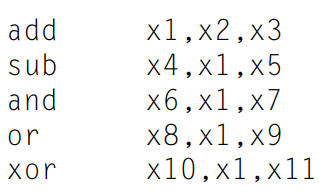 add x1,x2,x3
sub x4,x1,x5
and x6,x1,x7
or x8,x1,x9
xor x10,x1,x11